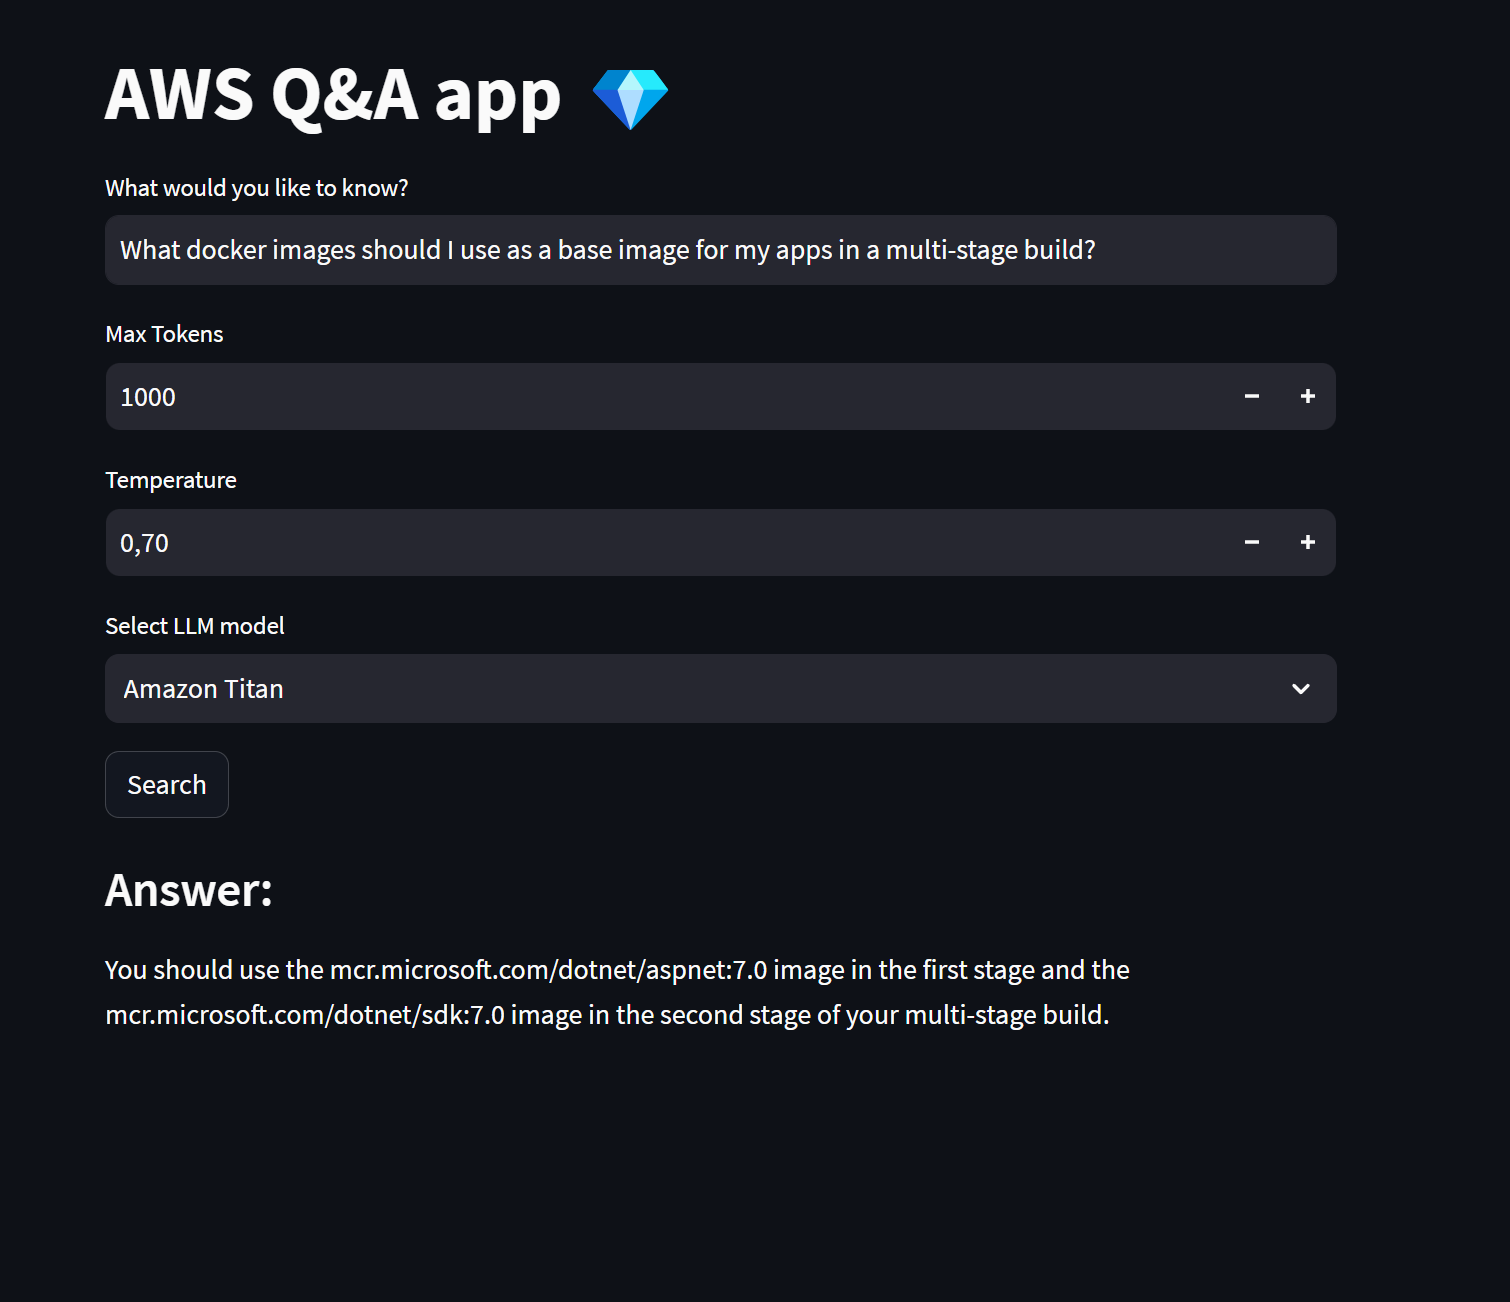 AWS Q&A app
What would you like to know?
What docker images should I use as a base image for my apps in a multi-stage build?
Max Tokens
1000
Temperature
0,70
Select LLM model
Amazon Titan
Search
Answer:
You should use the mcr.microsoft.com/dotnet/aspnet:7.0 image in the first stage and the
mcr.microsoft.com/dotnet/sdk:7.0 image in the second stage of your multi-stage build.